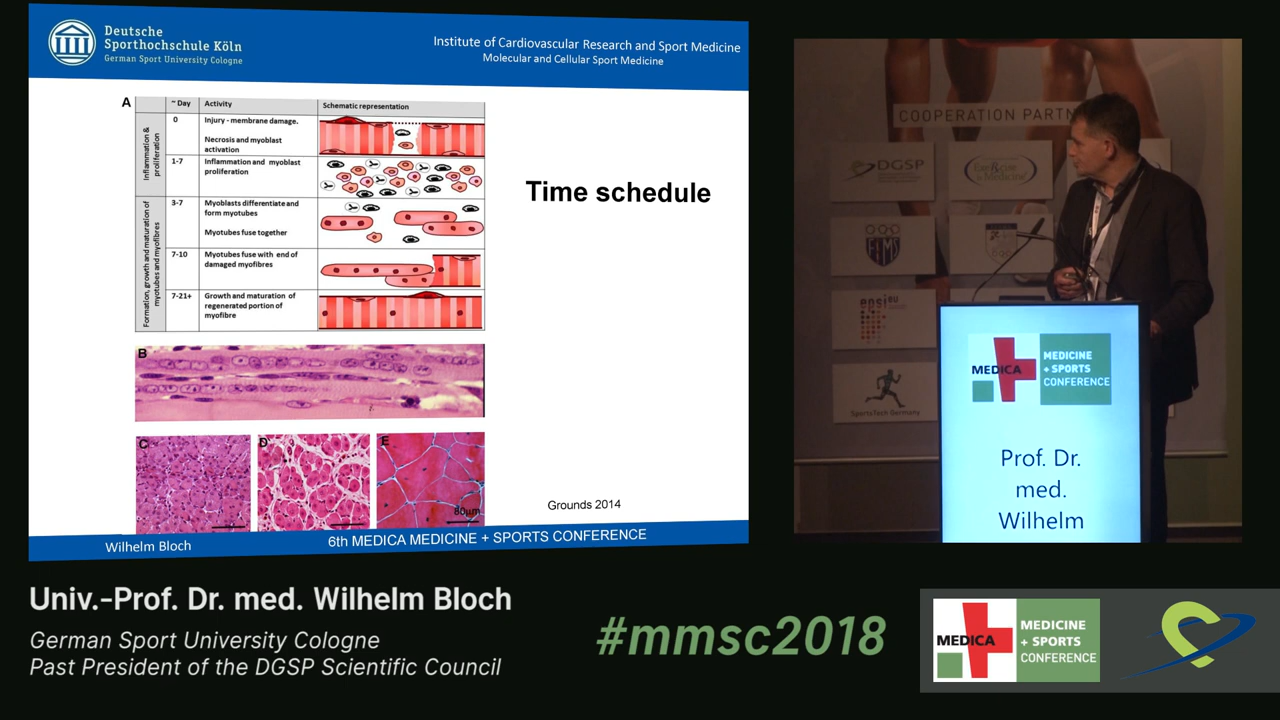 Deutsche
Sporthochschule Köln
German Sport University Cologne
Institute of Cardiovascular Research and Sport Medicine
Molecular and Cellular Sport Medicine
A
~ Day
Activity
Schematic representation
Inflammation &
proliferation
0
Injury - membrane damage.
Necrosis and myoblast
activation
1-7
Inflammation and myoblast
proliferation
Formation, growth and maturation of
myotubes and myofibres
3-7
Myoblasts differentiate and
form myotubes
Myotubes fuse together
7-10
Myotubes fuse with end of
damaged myofibres
7-21+
Growth and maturation of
regenerated portion of
myofibre
Time schedule
B
C
D
E
80µm
Grounds 2014
Wilhelm Bloch
6th MEDICA MEDICINE + SPORTS CONFERENCE
COOPERATION PARTN
DGSP
Exercise
is Medicine
FIMS
epsi eu
SportsTech Germany
MEDICA
MEDICINE
+ SPORTS
CONFERENCE
Prof. Dr.
med.
Wilhelm
Univ.-Prof. Dr. med. Wilhelm Bloch
German Sport University Cologne
Past President of the DGSP Scientific Council
#mmsc2018
MEDICA
MEDICINE
+ SPORTS
CONFERENCE